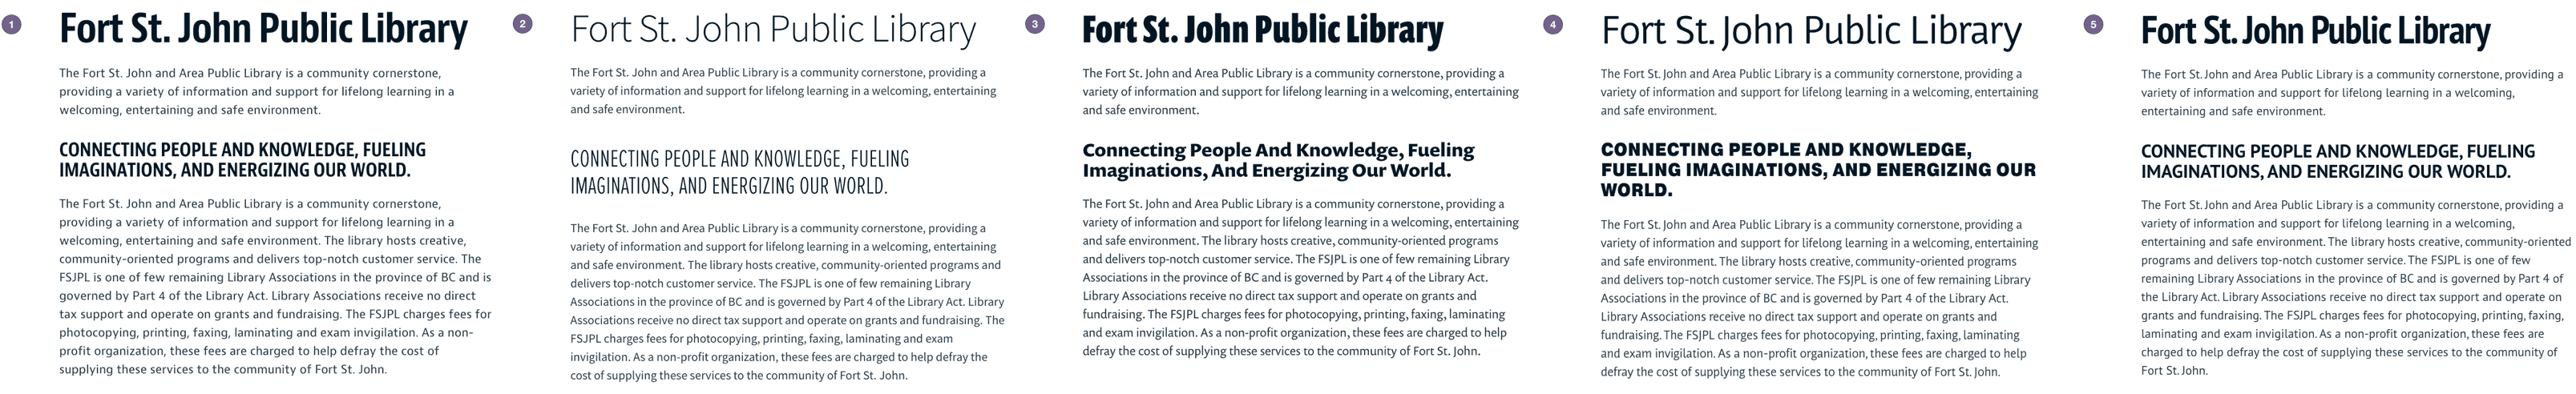 1
Fort St. John Public Library
The Fort St. John and Area Public Library is a community cornerstone,
providing a variety of information and support for lifelong learning in a
welcoming, entertaining and safe environment.
CONNECTING PEOPLE AND KNOWLEDGE, FUELING
IMAGINATIONS, AND ENERGIZING OUR WORLD.
The Fort St. John and Area Public Library is a community cornerstone,
providing a variety of information and support for lifelong learning in a
welcoming, entertaining and safe environment. The library hosts creative,
community-oriented programs and delivers top-notch customer service. The
FSJPL is one of few remaining Library Associations in the province of BC and is
governed by Part 4 of the Library Act. Library Associations receive no direct
tax support and operate on grants and fundraising. The FSJPL charges fees for
photocopying, printing, faxing, laminating and exam invigilation. As a non-
profit organization, these fees are charged to help defray the cost of
supplying these services to the community of Fort St. John.
2
Fort St. John Public Library
The Fort St. John and Area Public Library is a community cornerstone, providing a
variety of information and support for lifelong learning in a welcoming, entertaining
and safe environment.
CONNECTING PEOPLE AND KNOWLEDGE, FUELING
IMAGINATIONS, AND ENERGIZING OUR WORLD.
The Fort St. John and Area Public Library is a community cornerstone, providing a
variety of information and support for lifelong learning in a welcoming, entertaining
and safe environment. The library hosts creative, community-oriented programs and
delivers top-notch customer service. The FSJPL is one of few remaining Library
Associations in the province of BC and is governed by Part 4 of the Library Act. Library
Associations receive no direct tax support and operate on grants and fundraising. The
FSJPL charges fees for photocopying, printing, faxing, laminating and exam
invigilation. As a non-profit organization, these fees are charged to help defray the
cost of supplying these services to the community of Fort St. John.
3
Fort St. John Public Library
The Fort St. John and Area Public Library is a community cornerstone, providing a
variety of information and support for lifelong learning in a welcoming, entertaining
and safe environment.
Connecting People And Knowledge, Fueling
Imaginations, And Energizing Our World.
The Fort St. John and Area Public Library is a community cornerstone, providing a
variety of information and support for lifelong learning in a welcoming, entertaining
and safe environment. The library hosts creative, community-oriented programs
and delivers top-notch customer service. The FSJPL is one of few remaining Library
Associations in the province of BC and is governed by Part 4 of the Library Act.
Library Associations receive no direct tax support and operate on grants and
fundraising. The FSJPL charges fees for photocopying, printing, faxing, laminating
and exam invigilation. As a non-profit organization, these fees are charged to help
defray the cost of supplying these services to the community of Fort St. John.
4
Fort St. John Public Library
The Fort St. John and Area Public Library is a community cornerstone, providing a
variety of information and support for lifelong learning in a welcoming, entertaining
and safe environment.
CONNECTING PEOPLE AND KNOWLEDGE,
FUELING IMAGINATIONS, AND ENERGIZING OUR
WORLD.
The Fort St. John and Area Public Library is a community cornerstone, providing a
variety of information and support for lifelong learning in a welcoming, entertaining
and safe environment. The library hosts creative, community-oriented programs
and delivers top-notch customer service. The FSJPL is one of few remaining Library
Associations in the province of BC and is governed by Part 4 of the Library Act.
Library Associations receive no direct tax support and operate on grants and
fundraising. The FSJPL charges fees for photocopying, printing, faxing, laminating
and exam invigilation. As a non-profit organization, these fees are charged to help
defray the cost of supplying these services to the community of Fort St. John.
5
Fort St. John Public Library
The Fort St. John and Area Public Library is a community cornerstone, providing a
variety of information and support for lifelong learning in a welcoming,
entertaining and safe environment.
CONNECTING PEOPLE AND KNOWLEDGE, FUELING
IMAGINATIONS, AND ENERGIZING OUR WORLD.
The Fort St. John and Area Public Library is a community cornerstone, providing a
variety of information and support for lifelong learning in a welcoming,
entertaining and safe environment. The library hosts creative, community-oriented
programs and delivers top-notch customer service. The FSJPL is one of few
remaining Library Associations in the province of BC and is governed by Part 4 of
the Library Act. Library Associations receive no direct tax support and operate on
grants and fundraising. The FSJPL charges fees for photocopying, printing, faxing,
laminating and exam invigilation. As a non-profit organization, these fees are
charged to help defray the cost of supplying these services to the community of
Fort St. John.